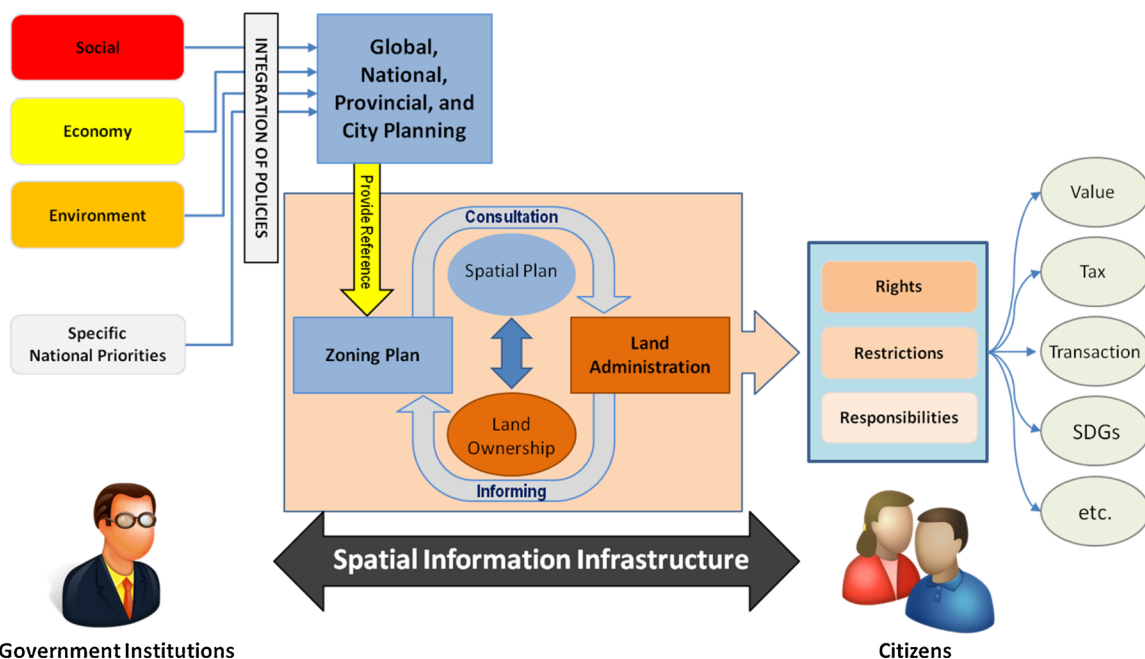 Social
Economy
Environment
Specific
National Priorities
INTEGRATION OF POLICIES
Global,
National,
Provincial, and
City Planning
Provide Reference
Consultation
Spatial Plan
Zoning Plan
Land
Administration
Land
Ownership
Informing
Rights
Restrictions
Responsibilities
Value
Tax
Transaction
SDGs
etc.
Spatial Information Infrastructure
Government Institutions
Citizens